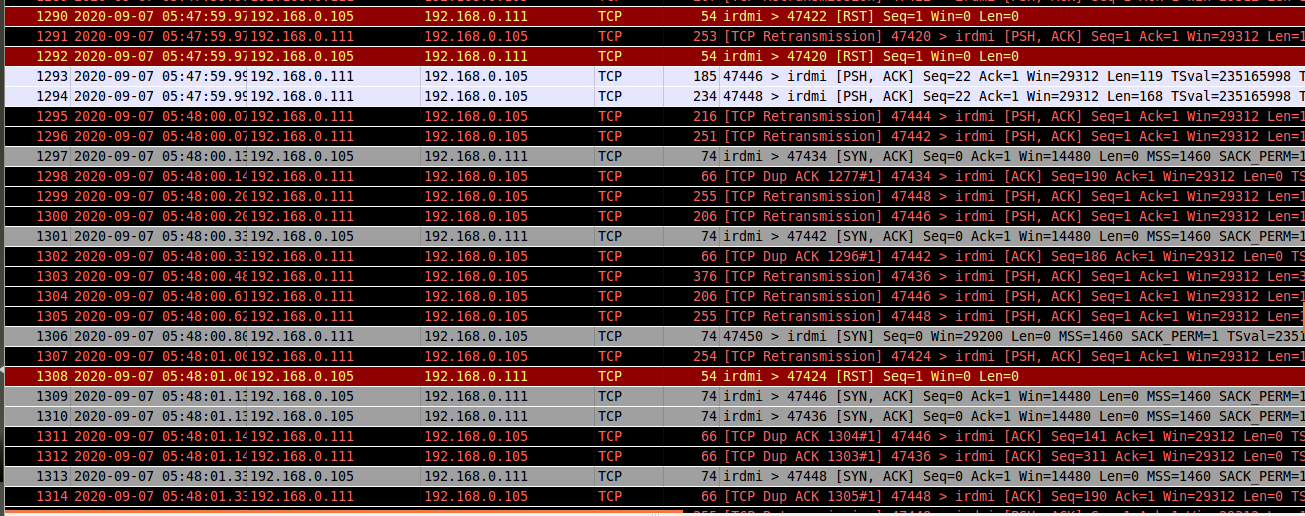 1290 2020-09-07 05:47:59.97 192.168.0.105 192.168.0.111 TCP 54 irdmi > 47422 [RST] Seq=1 Win=0 Len=0
1291 2020-09-07 05:47:59.97 192.168.0.111 192.168.0.105 TCP 253 [TCP Retransmission] 47420 > irdmi [PSH, ACK] Seq=1 Ack=1 Win=29312 Len=1
1292 2020-09-07 05:47:59.97 192.168.0.105 192.168.0.111 TCP 54 irdmi > 47420 [RST] Seq=1 Win=0 Len=0
1293 2020-09-07 05:47:59.99 192.168.0.111 192.168.0.105 TCP 185 47446 > irdmi [PSH, ACK] Seq=22 Ack=1 Win=29312 Len=119 TSval=235165998 T
1294 2020-09-07 05:47:59.99 192.168.0.111 192.168.0.105 TCP 234 47448 > irdmi [PSH, ACK] Seq=22 Ack=1 Win=29312 Len=168 TSval=235165998 T
1295 2020-09-07 05:48:00.07 192.168.0.111 192.168.0.105 TCP 216 [TCP Retransmission] 47444 > irdmi [PSH, ACK] Seq=1 Ack=1 Win=29312 Len=1
1296 2020-09-07 05:48:00.07 192.168.0.111 192.168.0.105 TCP 251 [TCP Retransmission] 47442 > irdmi [PSH, ACK] Seq=1 Ack=1 Win=29312 Len=1
1297 2020-09-07 05:48:00.13 192.168.0.105 192.168.0.111 TCP 74 irdmi > 47434 [SYN, ACK] Seq=0 Ack=1 Win=14480 Len=0 MSS=1460 SACK_PERM=1
1298 2020-09-07 05:48:00.14 192.168.0.111 192.168.0.105 TCP 66 [TCP Dup ACK 1277#1] 47434 > irdmi [ACK] Seq=190 Ack=1 Win=29312 Len=0 TS
1299 2020-09-07 05:48:00.20 192.168.0.111 192.168.0.105 TCP 255 [TCP Retransmission] 47448 > irdmi [PSH, ACK] Seq=1 Ack=1 Win=29312 Len=1
1300 2020-09-07 05:48:00.20 192.168.0.111 192.168.0.105 TCP 206 [TCP Retransmission] 47446 > irdmi [PSH, ACK] Seq=1 Ack=1 Win=29312 Len=1
1301 2020-09-07 05:48:00.33 192.168.0.105 192.168.0.111 TCP 74 irdmi > 47442 [SYN, ACK] Seq=0 Ack=1 Win=14480 Len=0 MSS=1460 SACK_PERM=1
1302 2020-09-07 05:48:00.33 192.168.0.111 192.168.0.105 TCP 66 [TCP Dup ACK 1296#1] 47442 > irdmi [ACK] Seq=186 Ack=1 Win=29312 Len=0 TS
1303 2020-09-07 05:48:00.48 192.168.0.111 192.168.0.105 TCP 376 [TCP Retransmission] 47436 > irdmi [PSH, ACK] Seq=1 Ack=1 Win=29312 Len=3
1304 2020-09-07 05:48:00.61 192.168.0.111 192.168.0.105 TCP 206 [TCP Retransmission] 47446 > irdmi [PSH, ACK] Seq=1 Ack=1 Win=29312 Len=1
1305 2020-09-07 05:48:00.62 192.168.0.111 192.168.0.105 TCP 255 [TCP Retransmission] 47448 > irdmi [PSH, ACK] Seq=1 Ack=1 Win=29312 Len=1
1306 2020-09-07 05:48:00.80 192.168.0.111 192.168.0.105 TCP 74 47450 > irdmi [SYN] Seq=0 Win=29200 Len=0 MSS=1460 SACK_PERM=1 TSval=2351
1307 2020-09-07 05:48:01.00 192.168.0.111 192.168.0.105 TCP 254 [TCP Retransmission] 47424 > irdmi [PSH, ACK] Seq=1 Ack=1 Win=29312 Len=1
1308 2020-09-07 05:48:01.00 192.168.0.105 192.168.0.111 TCP 54 irdmi > 47424 [RST] Seq=1 Win=0 Len=0
1309 2020-09-07 05:48:01.13 192.168.0.105 192.168.0.111 TCP 74 irdmi > 47446 [SYN, ACK] Seq=0 Ack=1 Win=14480 Len=0 MSS=1460 SACK_PERM=1
1310 2020-09-07 05:48:01.13 192.168.0.105 192.168.0.111 TCP 74 irdmi > 47436 [SYN, ACK] Seq=0 Ack=1 Win=14480 Len=0 MSS=1460 SACK_PERM=1
1311 2020-09-07 05:48:01.14 192.168.0.111 192.168.0.105 TCP 66 [TCP Dup ACK 1304#1] 47446 > irdmi [ACK] Seq=141 Ack=1 Win=29312 Len=0 TS
1312 2020-09-07 05:48:01.14 192.168.0.111 192.168.0.105 TCP 66 [TCP Dup ACK 1303#1] 47436 > irdmi [ACK] Seq=311 Ack=1 Win=29312 Len=0 TS
1313 2020-09-07 05:48:01.33 192.168.0.105 192.168.0.111 TCP 74 irdmi > 47448 [SYN, ACK] Seq=0 Ack=1 Win=14480 Len=0 MSS=1460 SACK_PERM=1
1314 2020-09-07 05:48:01.33 192.168.0.111 192.168.0.105 TCP 66 [TCP Dup ACK 1305#1] 47448 > irdmi [ACK] Seq=190 Ack=1 Win=29312 Len=0 TS